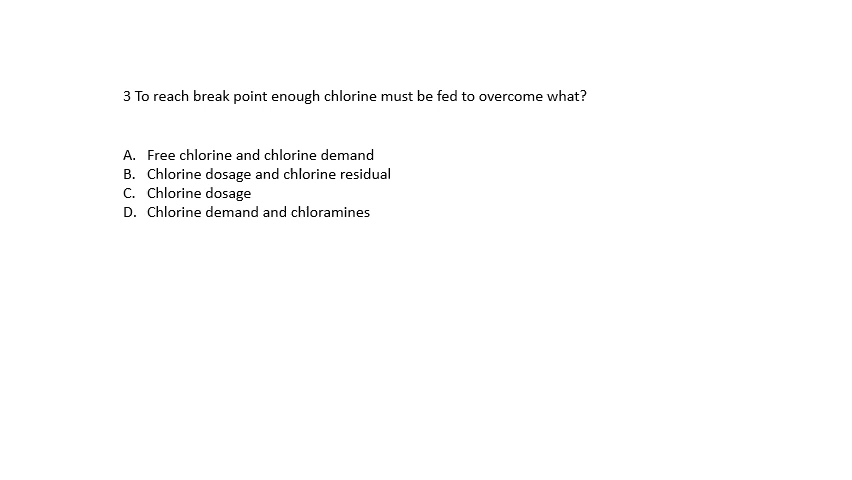 3 To reach break point enough chlorine must be fed to overcome what?
A. Free chlorine and chlorine demand
B. Chlorine dosage and chlorine residual
C. Chlorine dosage
D. Chlorine demand and chloramines